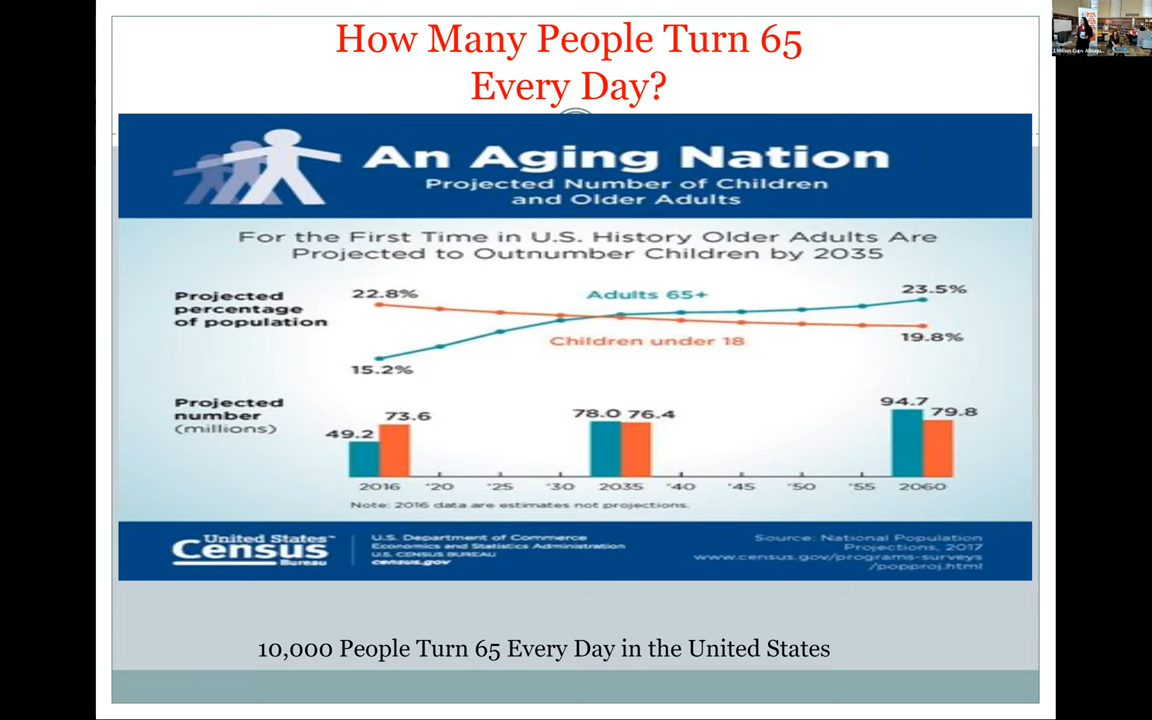 How Many People Turn 65
Every Day?
An Aging Nation
Projected Number of Children
and Older Adults
For the First Time in U.S. History Older Adults Are
Projected to Outnumber Children by 2035
Projected
percentage
of population
22.8%
Adults 65+
23.5%
Children under 18
19.8%
15.2%
Projected
number
(millions)
49.2
73.6
78.0
76.4
94.7
79.8
2016 '20 '25 '30 2035 '40 '45 '50 '55 2060
Note: 2016 data are estimates not projections.
United States™
Census
Bureau
U.S. Department of Commerce
Economics and Statistics Administration
U.S. CENSUS BUREAU
census.gov
Source: National Population
Projections, 2017
www.census.gov/programs-surveys
/popproj.html
10,000 People Turn 65 Every Day in the United States
1 Million Cups Albuqu...